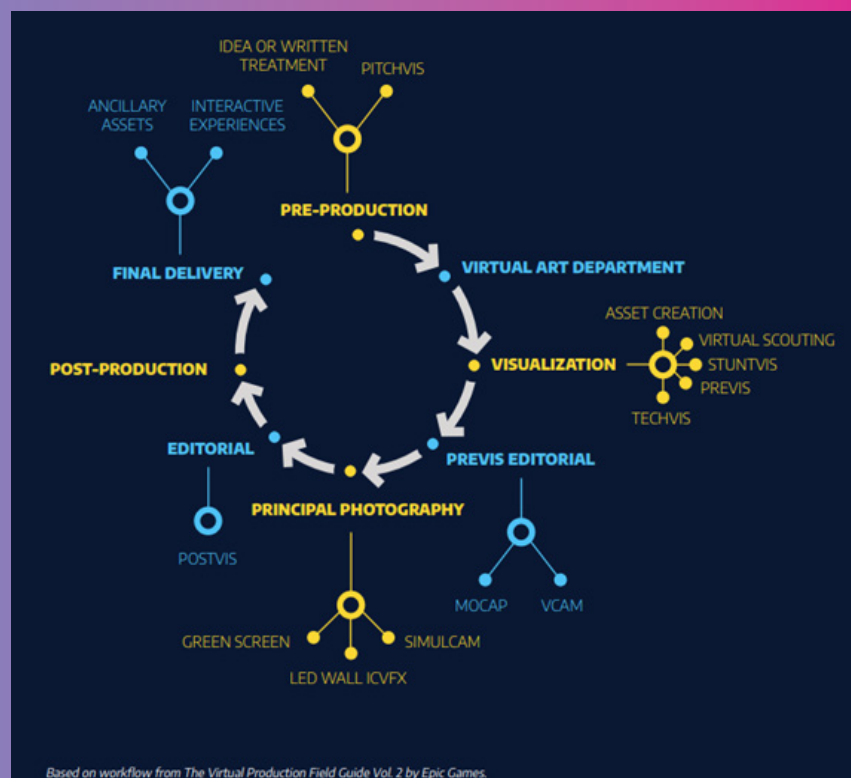 IDEA OR WRITTEN
TREATMENT
PITCHVIS
ANCILLARY
ASSETS
INTERACTIVE
EXPERIENCES
PRE-PRODUCTION
FINAL DELIVERY
VIRTUAL ART DEPARTMENT
ASSET CREATION
VIRTUAL SCOUTING
STUNTVIS
PREVIS
TECHVIS
VISUALIZATION
POST-PRODUCTION
EDITORIAL
PREVIS EDITORIAL
PRINCIPAL PHOTOGRAPHY
POSTVIS
MOCAP
VCAM
GREEN SCREEN
SIMULCAM
LED WALL ICVFX
Based on workflow from The Virtual Production Field Guide Vol. 2 by Epic Games.